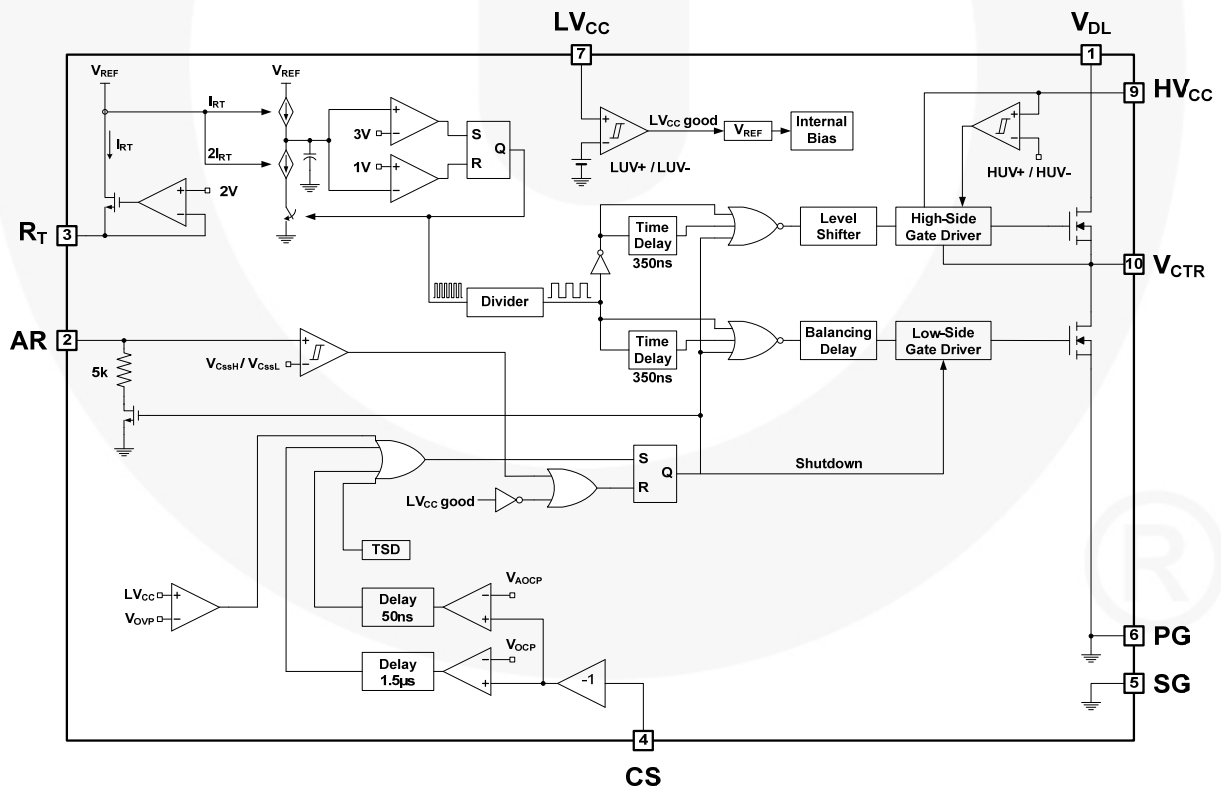 LVCC
VDL
7
1
VREF
VREF
9
HVCC
IRT
IRT
2IRT
3V
1V
S
Q
R
LVCC good
VREF
Internal
Bias
LUV+ / LUV-
HUV+ / HUV-
2V
RT
3
Time
Delay
350ns
Level
Shifter
High-Side
Gate Driver
10
VCTR
Divider
AR
2
Time
Delay
350ns
Balancing
Delay
Low-Side
Gate Driver
5k
VCssH / VCssL
S
Q
R
Shutdown
LVCC good
TSD
LVCC
VOVP
Delay
50ns
VAOCP
Delay
1.5µs
VOCP
-1
6
PG
5
SG
4
CS
+
-
+
-
+
-
+
-
+
-
+
-
+
-
+
-
-
+
-
+
®